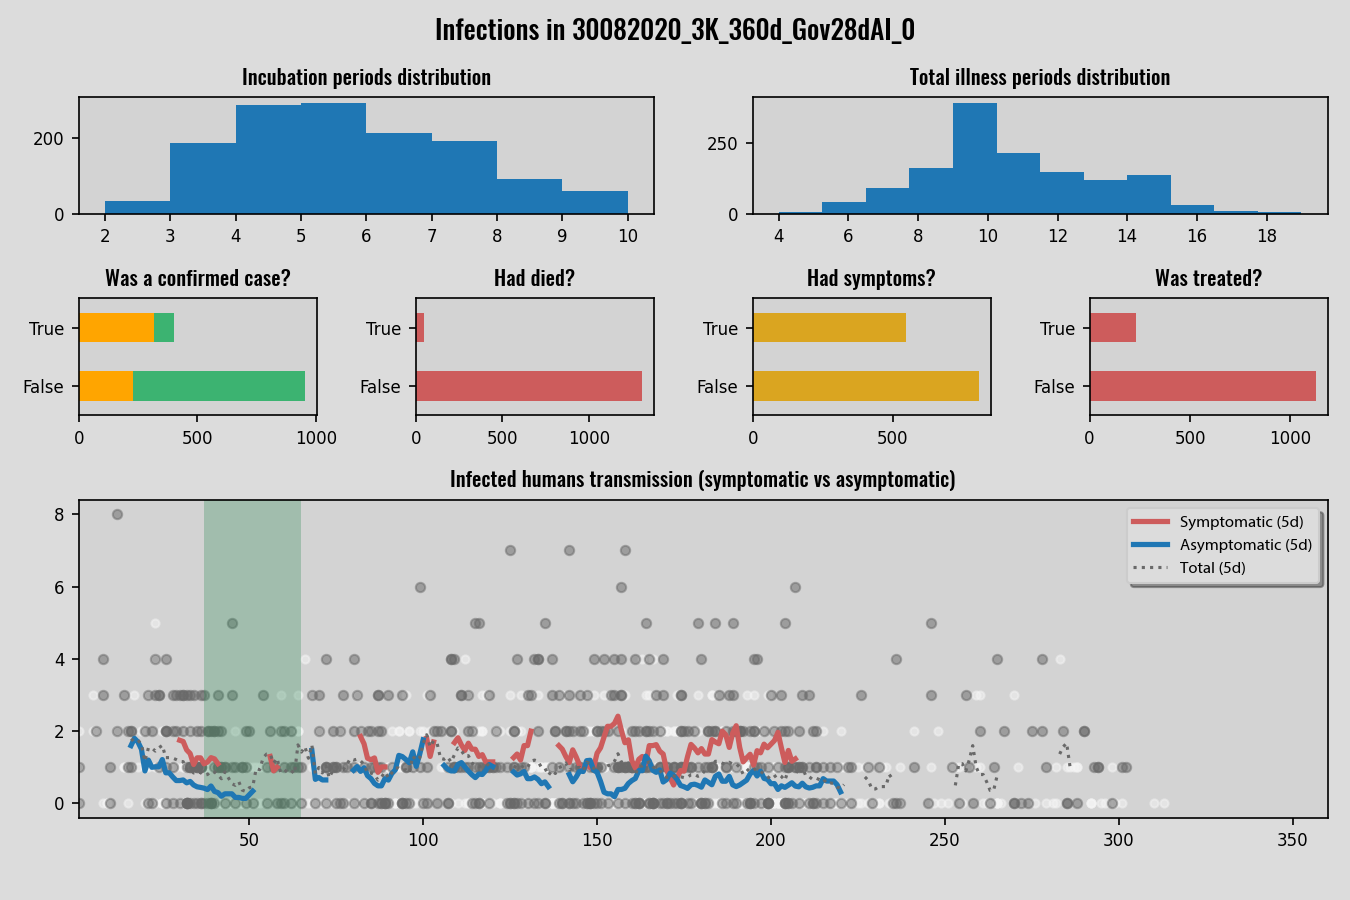 Infections in 30082020_3K_360d_Gov28dAI_0
Incubation periods distribution
Total illness periods distribution
200
0
2 3 4 5 6 7 8 9 10
250
0
4 6 8 10 12 14 16 18
Was a confirmed case?
Had died?
Had symptoms?
Was treated?
True
False
0 500 1000
True
False
0 500 1000
True
False
0 500
True
False
0 500 1000
Infected humans transmission (symptomatic vs asymptomatic)
8
6
4
2
0
Symptomatic (5d)
Asymptomatic (5d)
Total (5d)
50 100 150 200 250 300 350